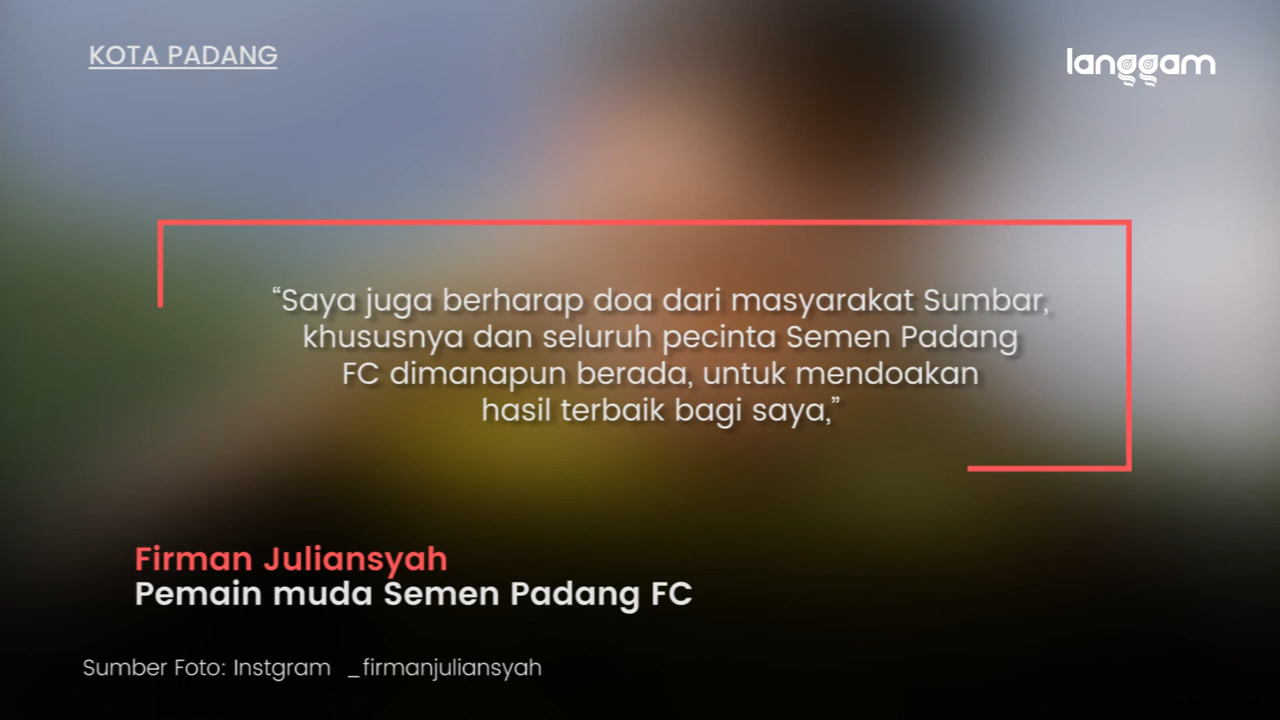 KOTA PADANG
langgam
“Saya juga berharap doa dari masyarakat Sumbar,
khususnya dan seluruh pecinta Semen Padang
FC dimanapun berada, untuk mendoakan
hasil terbaik bagi saya,”
Firman Juliansyah
Pemain muda Semen Padang FC
Sumber Foto: Instgram _firmanjuliansyah